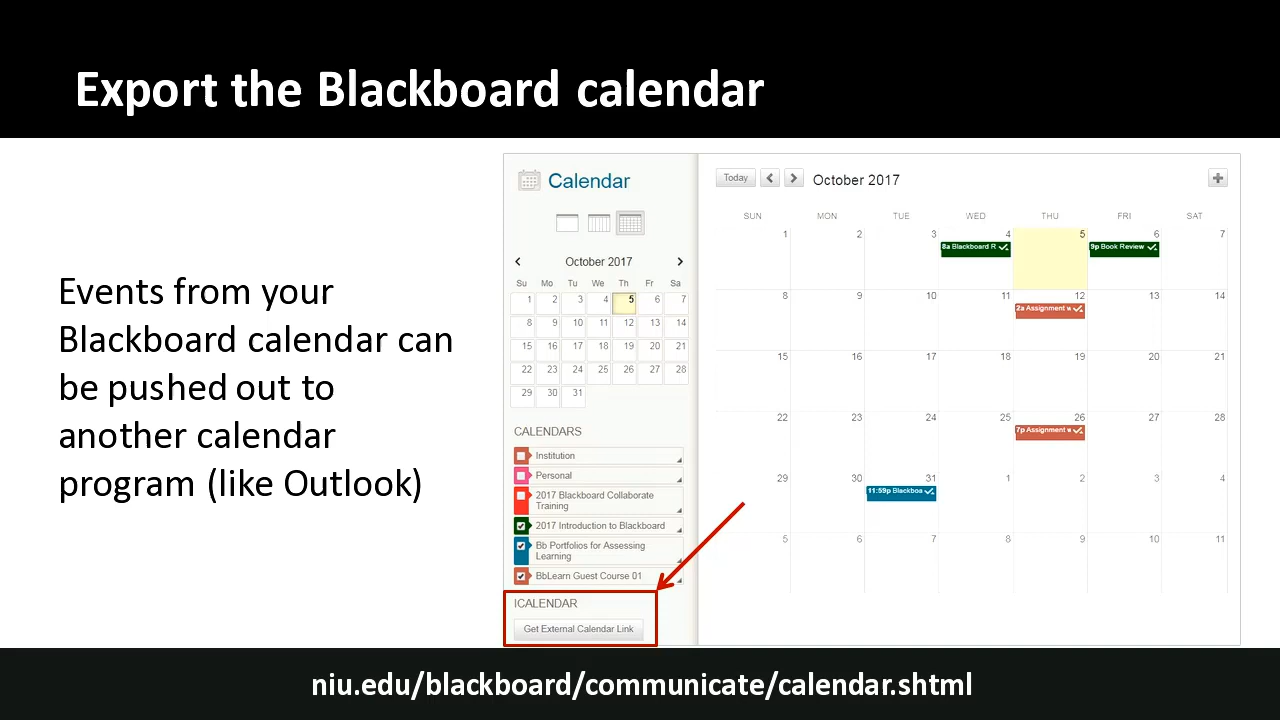 Export the Blackboard calendar
Events from your
Blackboard calendar can
be pushed out to
another calendar
program (like Outlook)
Calendar
October 2017
Su Mo Tu We Th Fr Sa
1 2 3 4 5 6 7
8 9 10 11 12 13 14
15 16 17 18 19 20 21
22 23 24 25 26 27 28
29 30 31
CALENDARS
Institution
Personal
2017 Blackboard Collaborate
Training
2017 Introduction to Blackboard
Bb Portfolios for Assessing
Learning
BbLearn Guest Course 01
ICALENDAR
Get External Calendar Link
Today October 2017
SUN MON TUE WED THU FRI SAT
1 2 3 4 5 6 7
8a Blackboard R 9p Book Review
8 9 10 11 12 13 14
2a Assignment w
15 16 17 18 19 20 21
22 23 24 25 26 27 28
7p Assignment w
29 30 31 1 2 3 4
11:59p Blackboa
5 6 7 8 9 10 11
niu.edu/blackboard/communicate/calendar.shtml